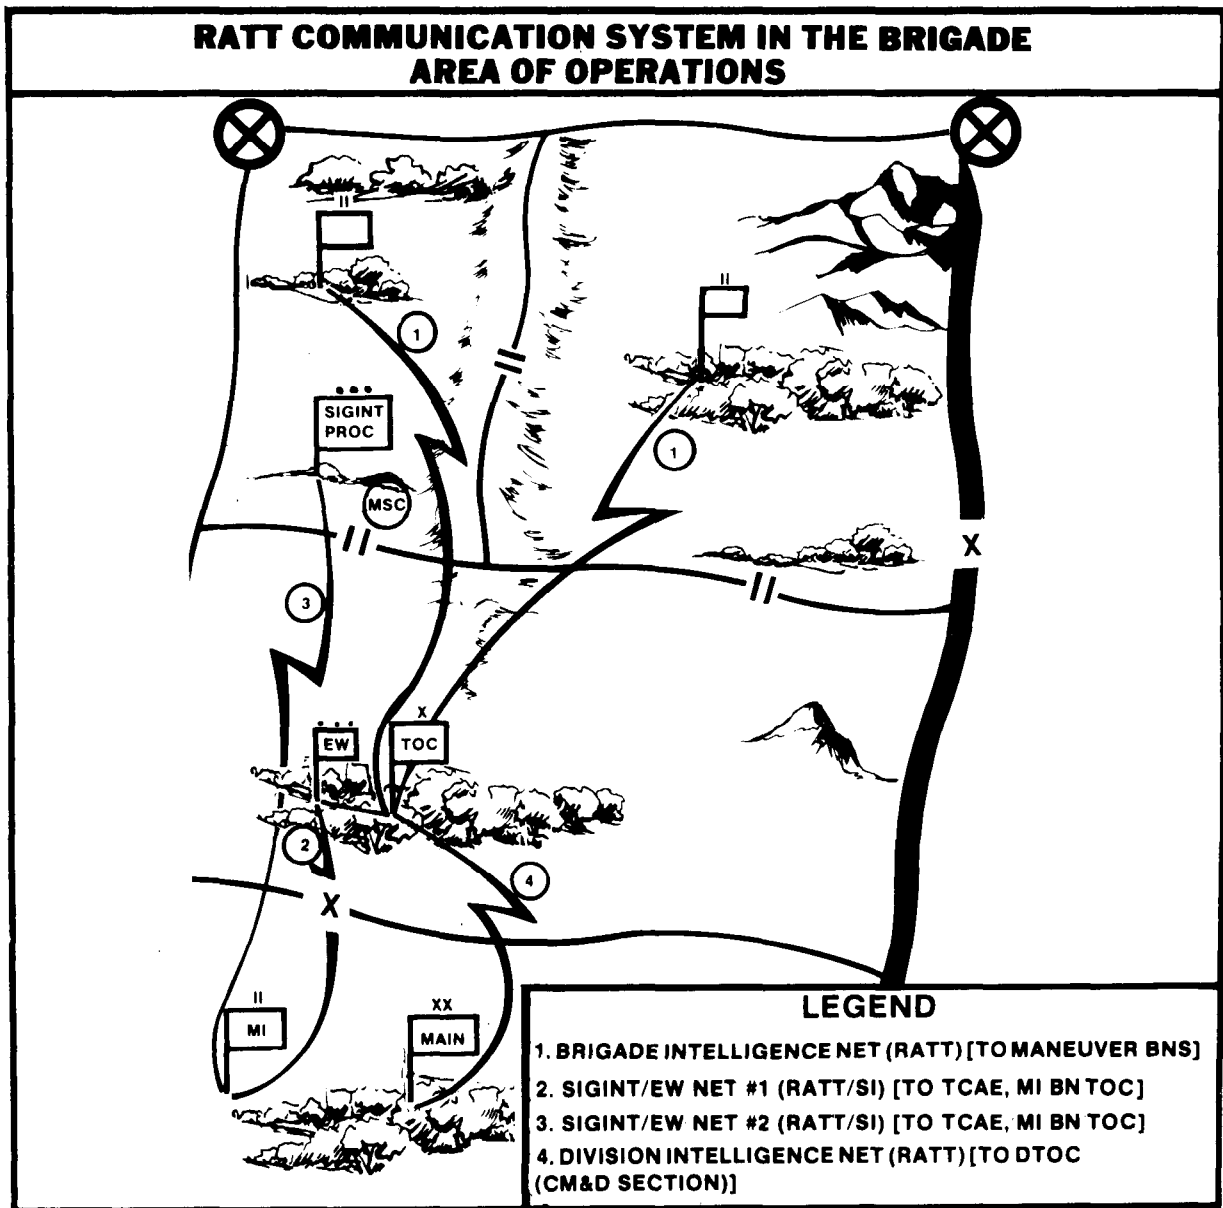 RATT COMMUNICATION SYSTEM IN THE BRIGADE
AREA OF OPERATIONS
II
1
II
SIGINT
PROC
1
MSC
X
3
X
EW
TOC
2
4
X
II
MI
XX
MAIN
LEGEND
1. BRIGADE INTELLIGENCE NET (RATT) [TO MANEUVER BNS]
2. SIGINT/EW NET #1 (RATT/SI) [TO TCAE, MI BN TOC]
3. SIGINT/EW NET #2 (RATT/SI) [TO TCAE, MI BN TOC]
4. DIVISION INTELLIGENCE NET (RATT) [TO DTOC
(CM&D SECTION)]